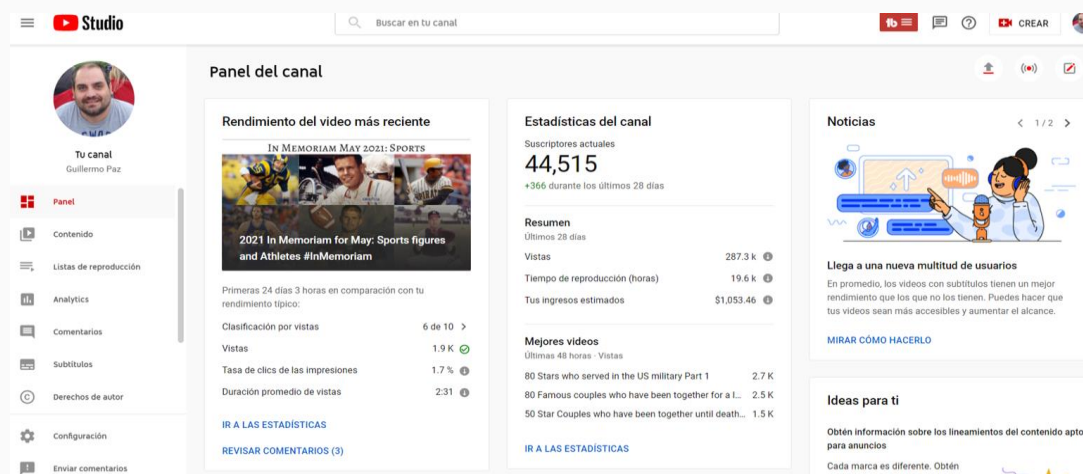 Studio
Buscar en tu canal
CREAR
Tu canal
Guillermo Paz
Panel
Contenido
Listas de reproducción
Analytics
Comentarios
Subtítulos
Derechos de autor
Configuración
Enviar comentarios
Panel del canal
Rendimiento del video más reciente
IN MEMORIAM MAY 2021: SPORTS
2021 In Memoriam for May: Sports figures
and Athletes #InMemoriam
Primeras 24 días 3 horas en comparación con tu
rendimiento típico:
Clasificación por vistas 6 de 10
Vistas 1.9 K
Tasa de clics de las impresiones 1.7 %
Duración promedio de vistas 2:31
IR A LAS ESTADÍSTICAS
REVISAR COMENTARIOS (3)
Estadísticas del canal
Suscriptores actuales
44,515
+366 durante los últimos 28 días
Resumen
Últimos 28 días
Vistas 287.3 k
Tiempo de reproducción (horas) 19.6 k
Tus ingresos estimados $1,053.46
Mejores videos
Últimas 48 horas · Vistas
80 Stars who served in the US military Part 1 2.7 K
80 Famous couples who have been together for a l... 2.5 K
50 Star Couples who have been together until death... 1.5 K
IR A LAS ESTADÍSTICAS
Noticias 1 / 2
Llega a una nueva multitud de usuarios
En promedio, los videos con subtítulos tienen un mejor
rendimiento que los que no los tienen. Puedes hacer que
tus videos sean más accesibles y aumentar el alcance.
MIRAR CÓMO HACERLO
Ideas para ti
Obtén información sobre los lineamientos del contenido apto
para anuncios
Cada marca es diferente. Obtén